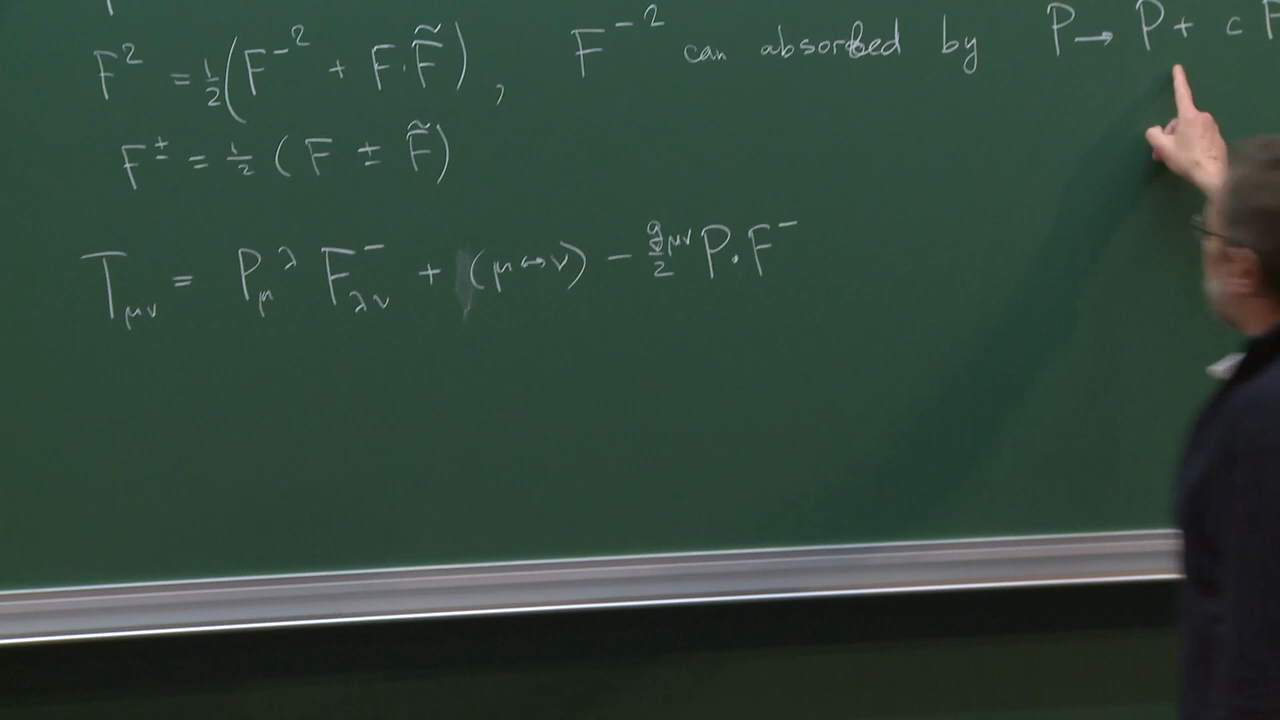 F² = ½(F⁻² + F·F̃), F⁻² can absorbed by P → P + c F
F^± = ½ (F ± F̃)
T_μν = P_μ^λ F⁻_λν + (μ↔ν) − g_μν/2 P·F⁻